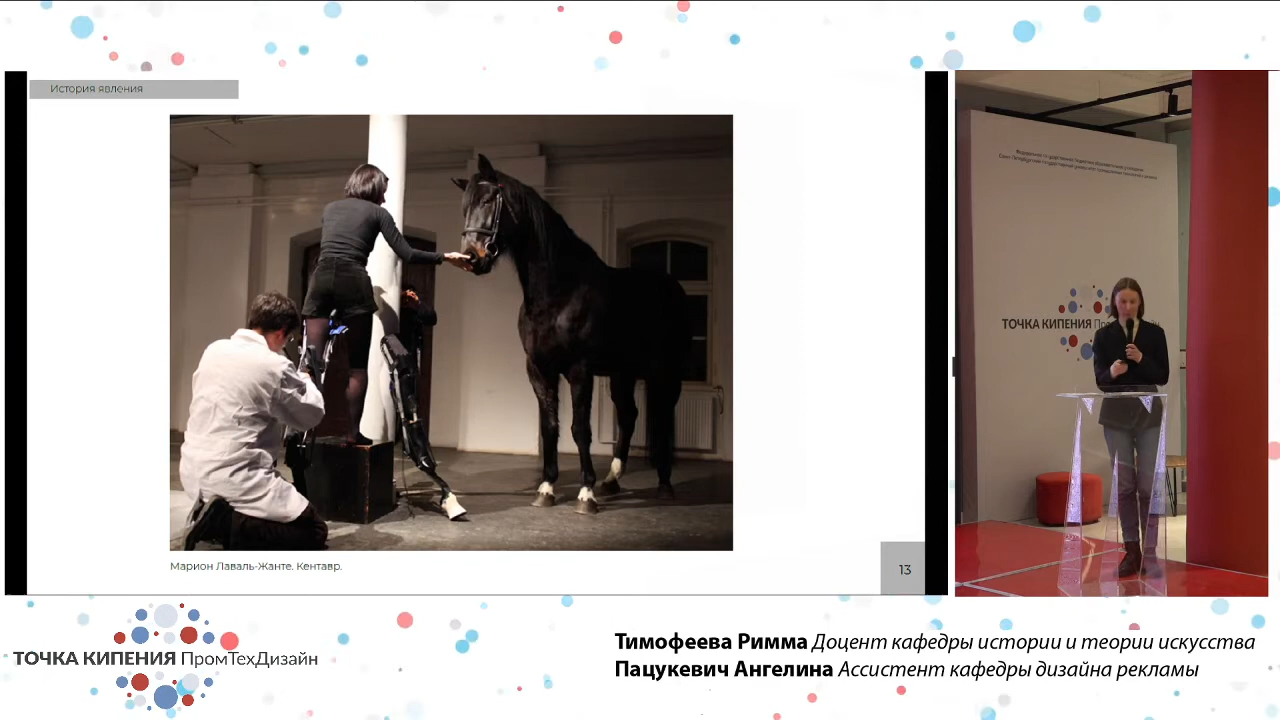 История явления
Марион Лаваль-Жанте. Кентавр.
13
ТОЧКА КИПЕНИЯ
ТОЧКА КИПЕНИЯ ПромТехДизайн
Тимофеева Римма Доцент кафедры истории и теории искусства
Пацукевич Ангелина Ассистент кафедры дизайна рекламы